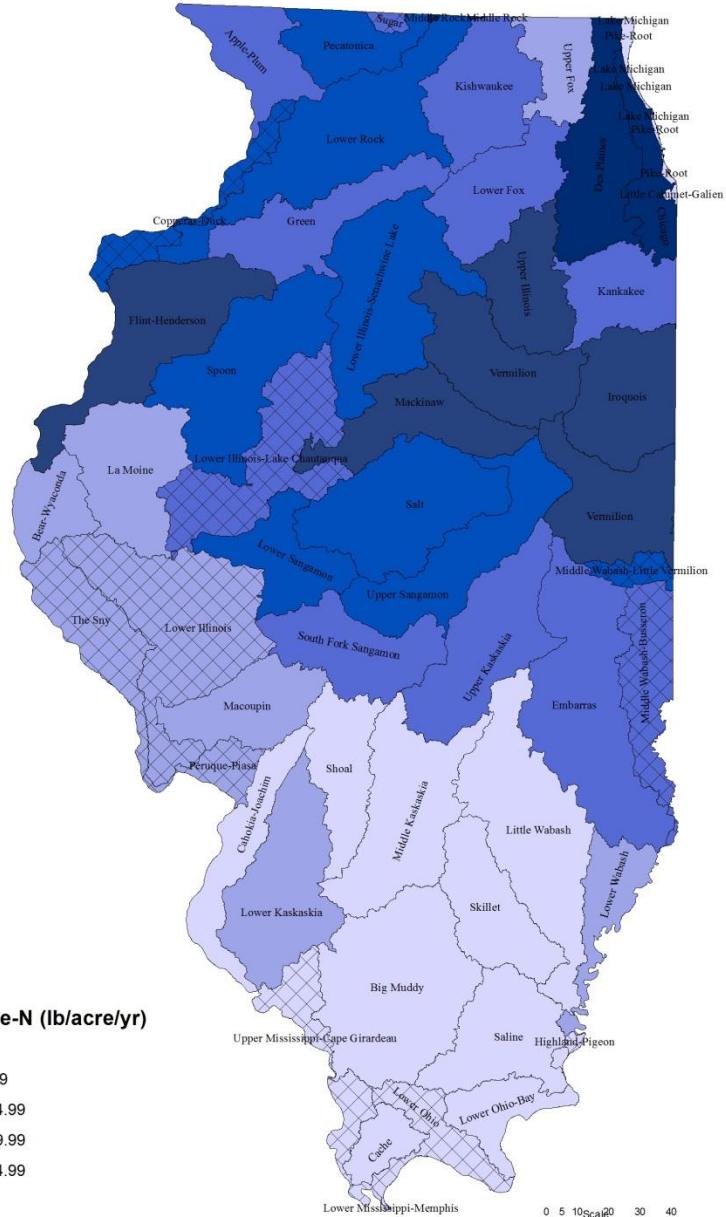 Sugar
Middle Rock
Middle Rock
Lake Michigan
Pike-Root
Apple-Plum
Pecatonica
Upper Fox
Lake Michigan
Lake Michigan
Kishwaukee
Lake Michigan
Pike-Root
Lower Rock
Des Plaines
Pike-Root
Lower Fox
Little Calumet-Galien
Chicago
Copperas-Duck
Green
Lower Illinois-Senachwine Lake
Upper Illinois
Kankakee
Flint-Henderson
Spoon
Vermilion
Iroquois
Mackinaw
La Moine
Lower Illinois-Lake Chautauqua
Bear-Wyaconda
Salt
Vermilion
Lower Sangamon
Middle Wabash-Little Vermilion
Upper Sangamon
The Sny
Lower Illinois
South Fork Sangamon
Upper Kaskaskia
Middle Wabash-Busseron
Embarras
Macoupin
Peruque-Piasa
Shoal
Cahokia-Joachim
Middle Kaskaskia
Little Wabash
Lower Wabash
Skillet
Lower Kaskaskia
Big Muddy
e-N (lb/acre/yr)
Upper Mississippi-Cape Girardeau
Saline
Highland-Pigeon
9
4.99
9.99
4.99
Lower Ohio
Lower Ohio-Bay
Cache
Lower Mississippi-Memphis
0 5 10 Scale 20 30 40